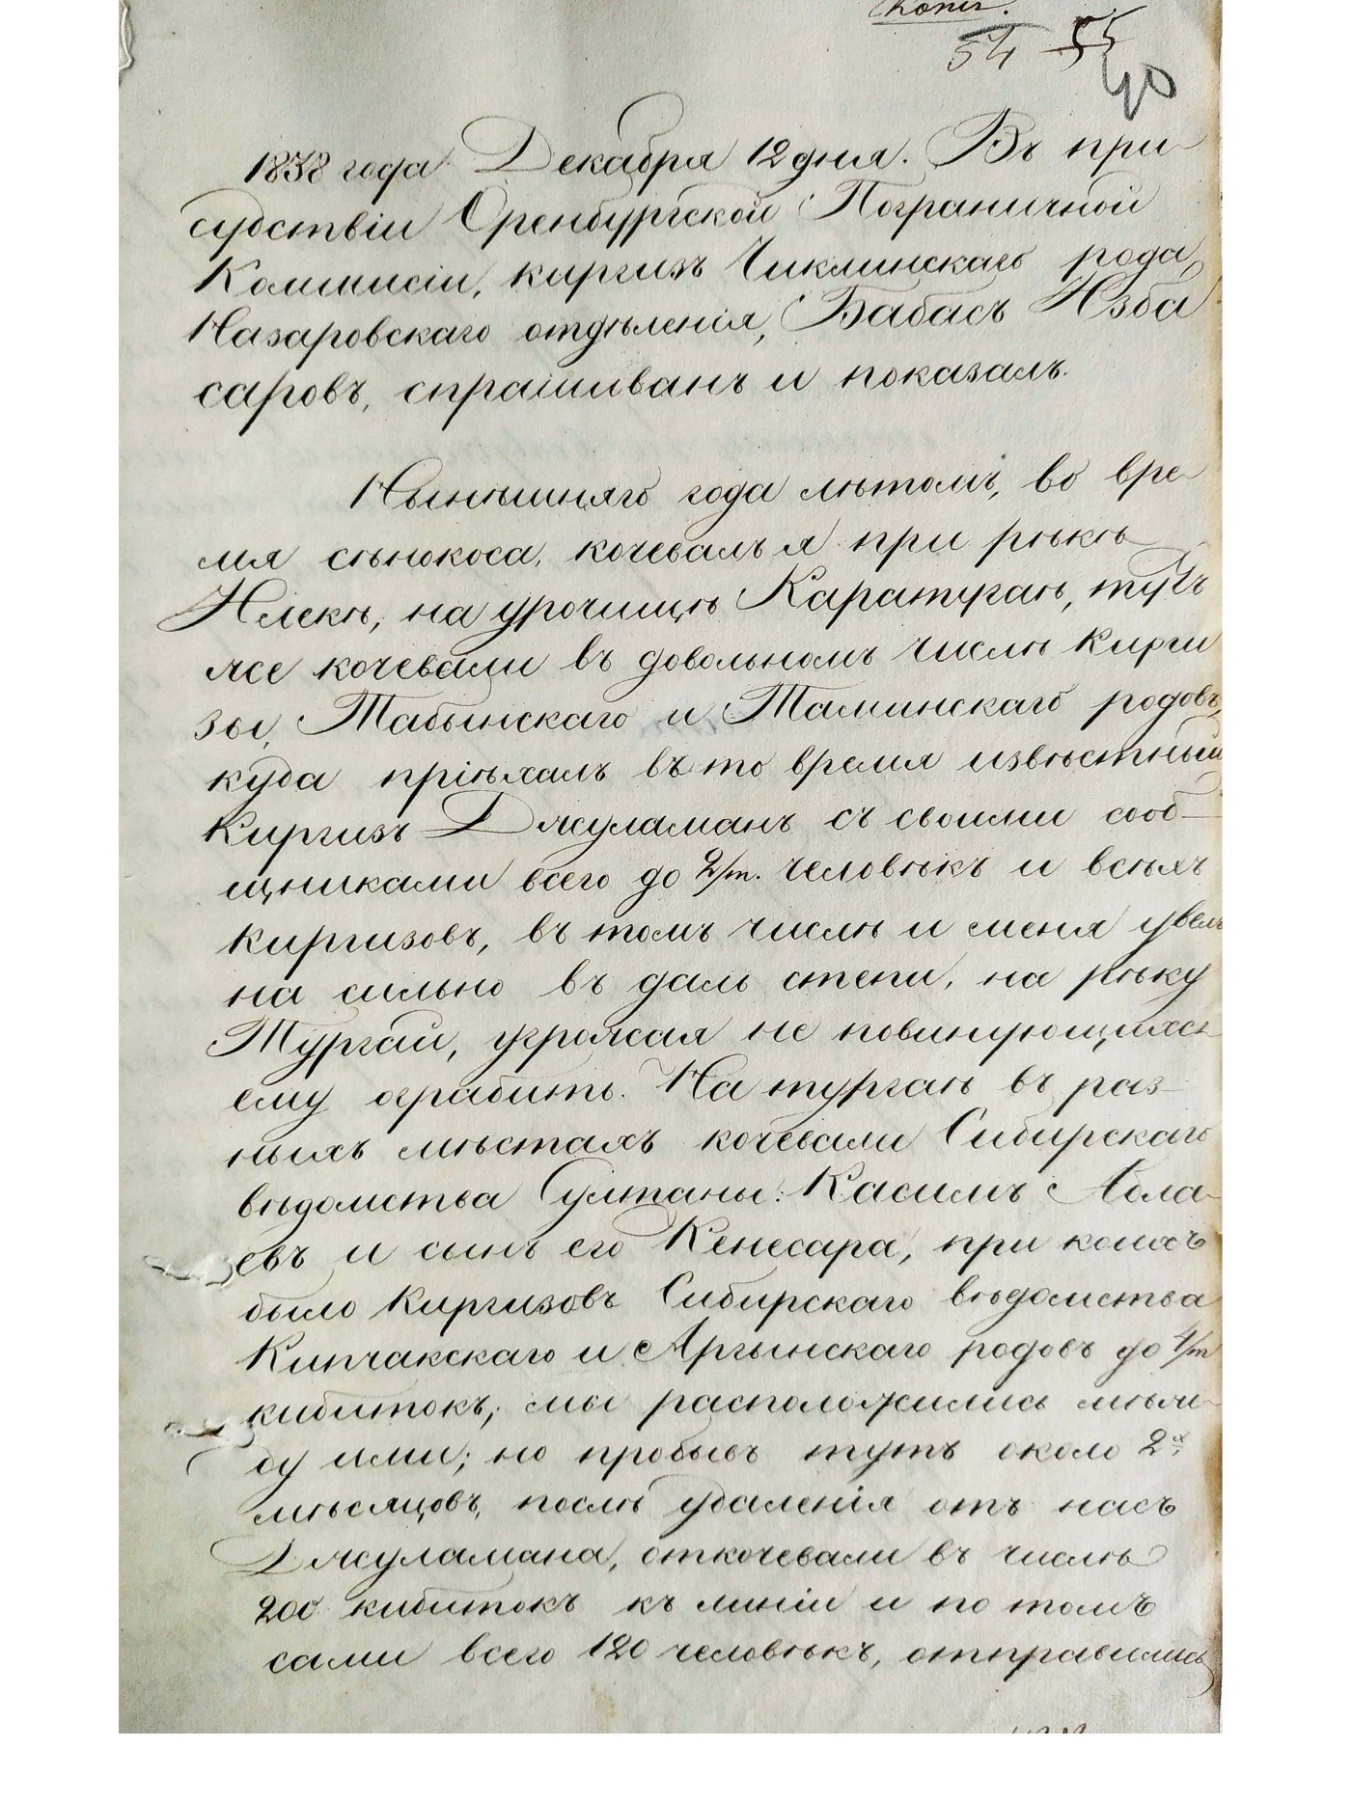 Копія.
54 55
40
1838 года Декабря 12 дня. Въ при-
судствіи Оренбургской Пограничной
Коммисіи, киргизъ Чиклинскаго рода,
Назаровскаго отдѣленія, Бабасъ Изба
саровъ, спрашиванъ и показалъ.
Нынѣшняго года лѣтомъ, во вре-
мя сѣнокоса, кочевалъ я при рѣкѣ
Илекѣ, на урочищѣ Каратугаѣ, тутъ
же кочевали въ довольномъ числѣ Кирги
зы, Табынскаго и Таминскаго родовъ,
куда пріѣхалъ въ то время извѣстный
Киргизъ Джуламанъ съ своими сооб-
щниками всего до 2/т. человѣкъ и всѣхъ
киргизовъ, въ томъ числѣ и меня увелъ
на сильно въ даль степи, на рѣку
Тургай, угрожая не повинующихся
ему ограбить. На тургаѣ въ раз-
ныхъ мѣстахъ кочевали Сибирскаго
вѣдомства Султаны: Касимъ Абла-
евъ и сынъ его Кенесара, при коихъ
было Киргизовъ Сибирскаго вѣдомства
Кипчакскаго и Аргынскаго родовъ до 1/т
кибитокъ; мы расположились мѣж-
ду ими; но пробывъ тутъ около 2х.
мѣсяцовъ, послѣ удаленія отъ насъ
Джуламана, откочевали въ числѣ
200 кибитокъ къ линіи и по томъ
сами всего 120 человѣкъ, отправились